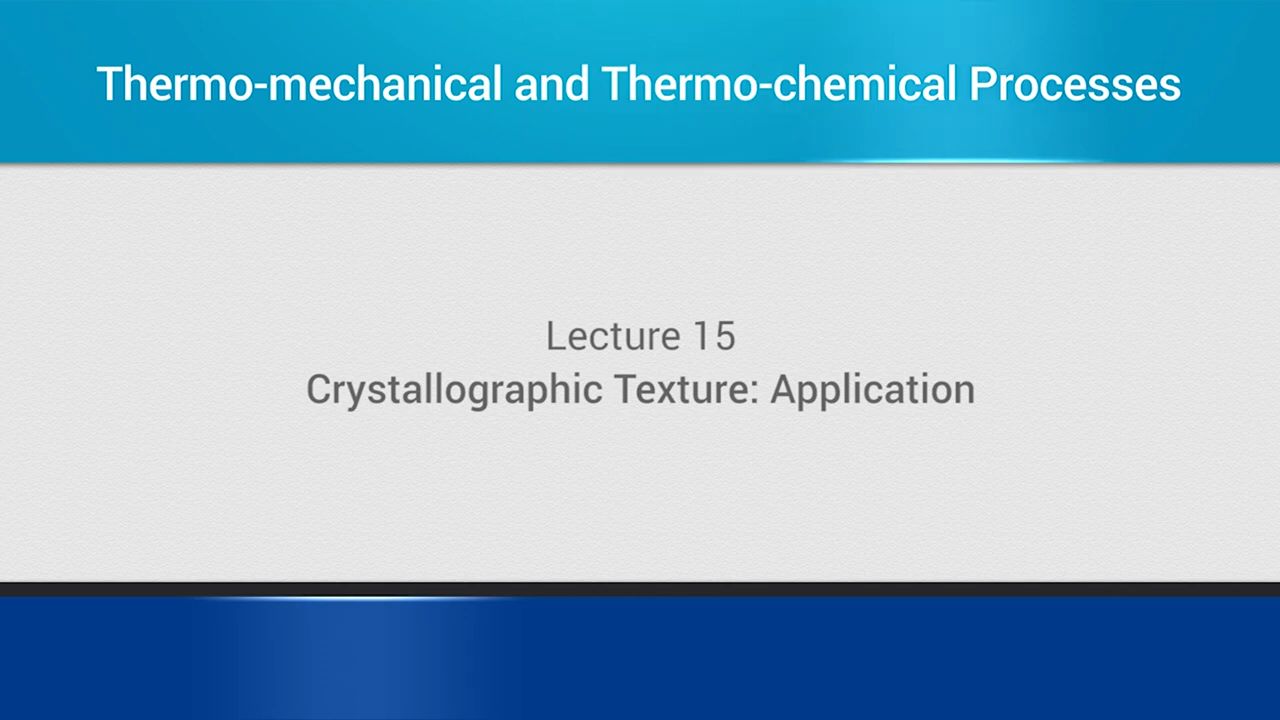 Thermo-mechanical and Thermo-chemical Processes
Lecture 15
Crystallographic Texture: Application